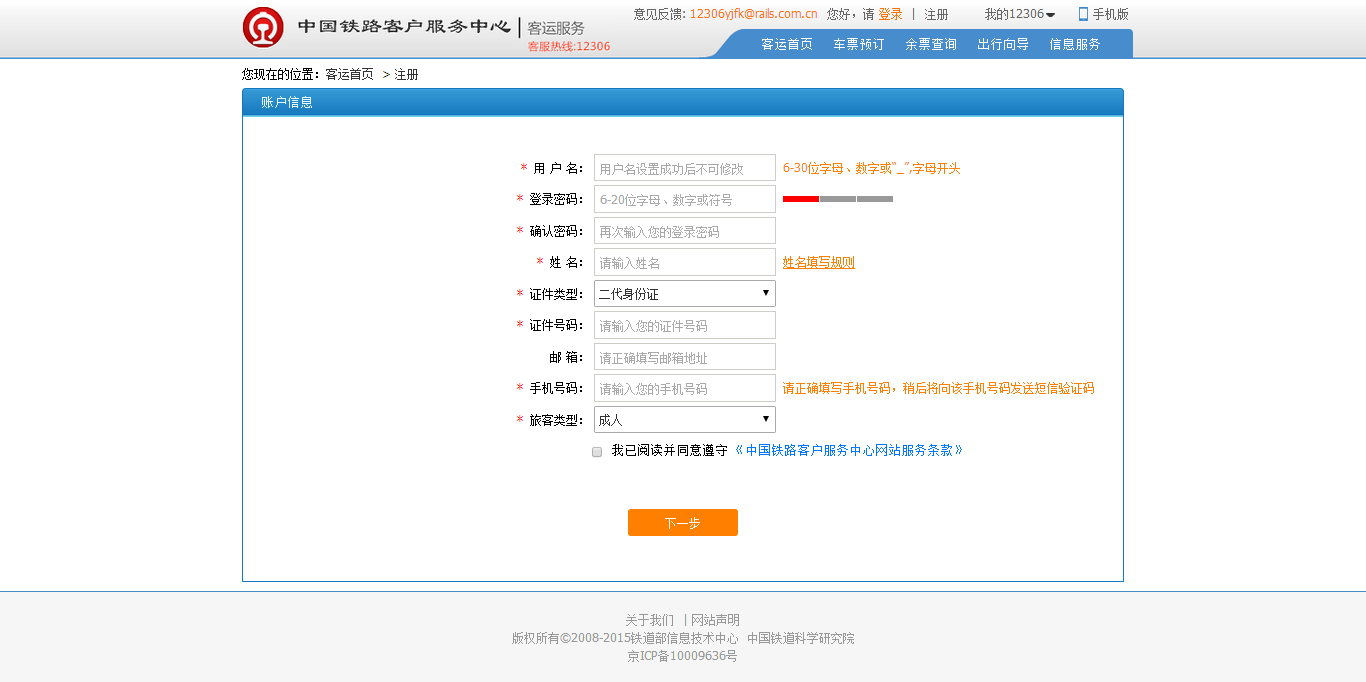 意见反馈: 12306yjfk@rails.com.cn 您好，请 登录 | 注册 我的12306 手机版
中国铁路客户服务中心 | 客运服务
客服热线:12306
客运首页 车票预订 余票查询 出行向导 信息服务
您现在的位置：客运首页 > 注册
账户信息
* 用 户 名： 用户名设置成功后不可修改 6-30位字母、数字或"_",字母开头
* 登录密码： 6-20位字母、数字或符号
* 确认密码： 再次输入您的登录密码
* 姓 名： 请输入姓名 姓名填写规则
* 证件类型： 二代身份证
* 证件号码： 请输入您的证件号码
邮 箱： 请正确填写邮箱地址
* 手机号码： 请输入您的手机号码 请正确填写手机号码，稍后将向该手机号码发送短信验证码
* 旅客类型： 成人
我已阅读并同意遵守 《中国铁路客户服务中心网站服务条款》
下一步
关于我们 | 网站声明
版权所有©2008-2015铁道部信息技术中心 中国铁道科学研究院
京ICP备10009636号